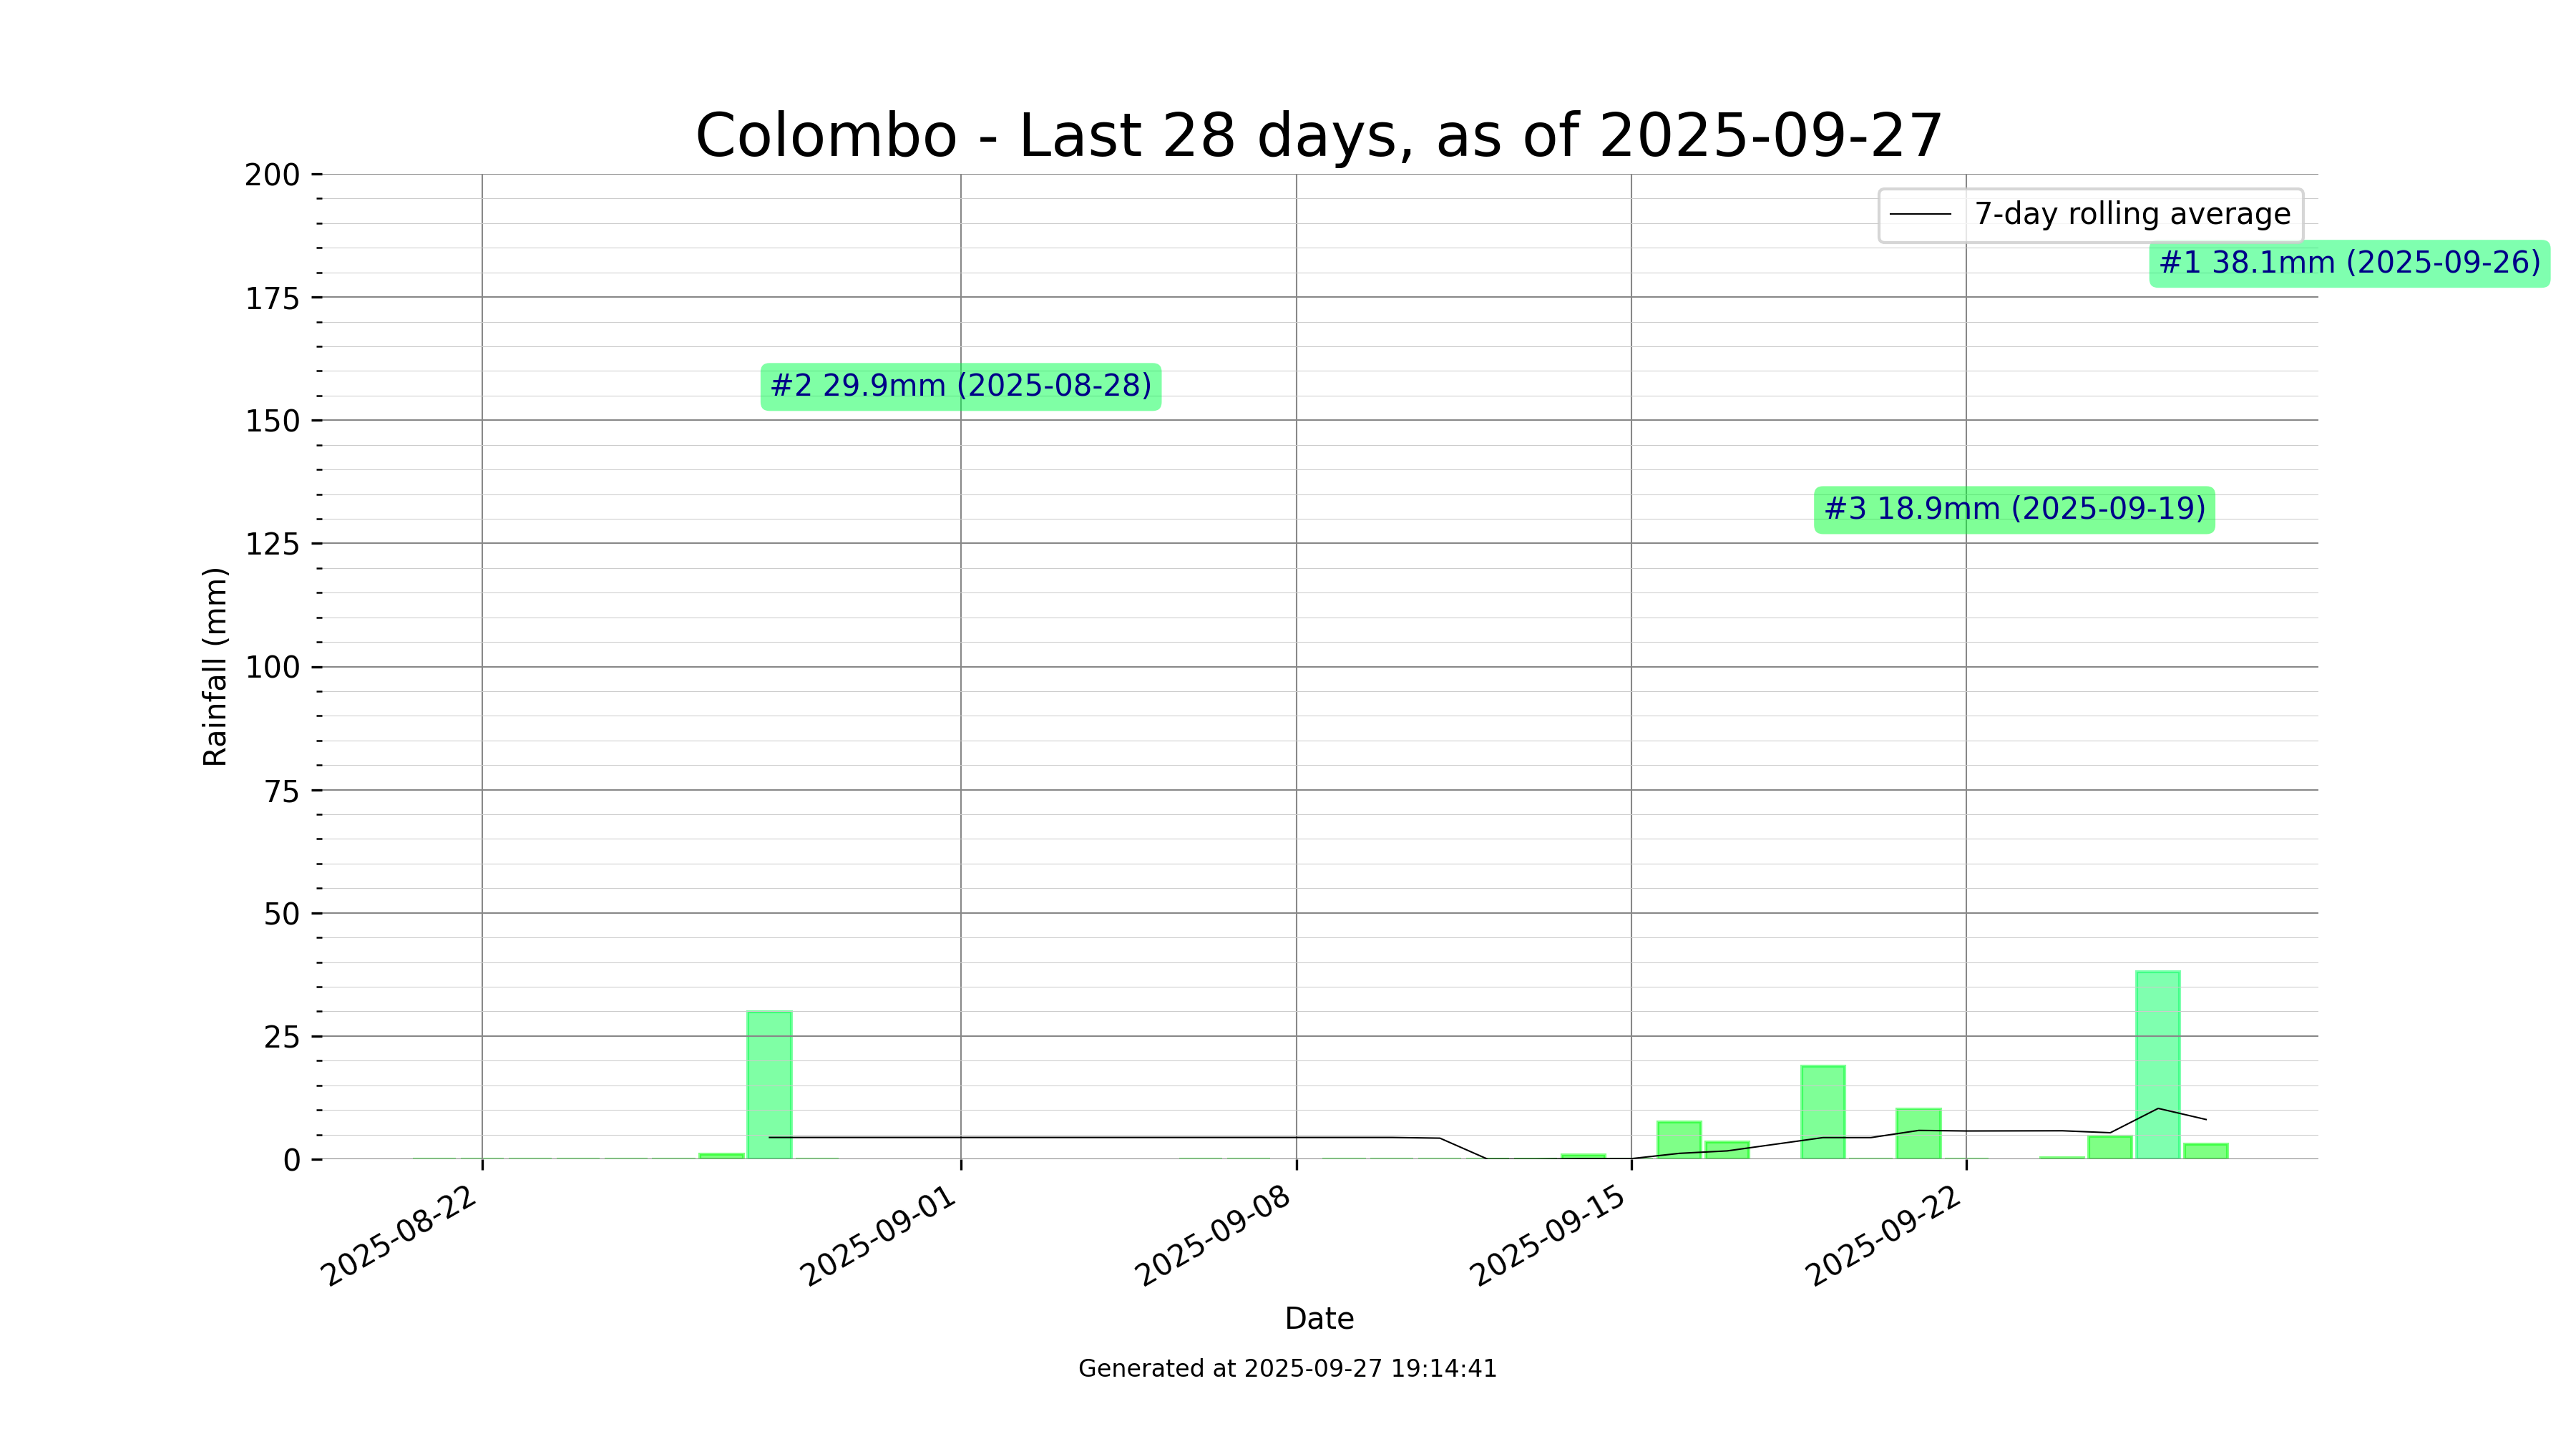 Colombo - Last 28 days, as of 2025-09-27
200
175
150
125
100
75
50
25
0
Rainfall (mm)
7-day rolling average
#1 38.1mm (2025-09-26)
#2 29.9mm (2025-08-28)
#3 18.9mm (2025-09-19)
2025-08-22
2025-09-01
2025-09-08
2025-09-15
2025-09-22
Date
Generated at 2025-09-27 19:14:41